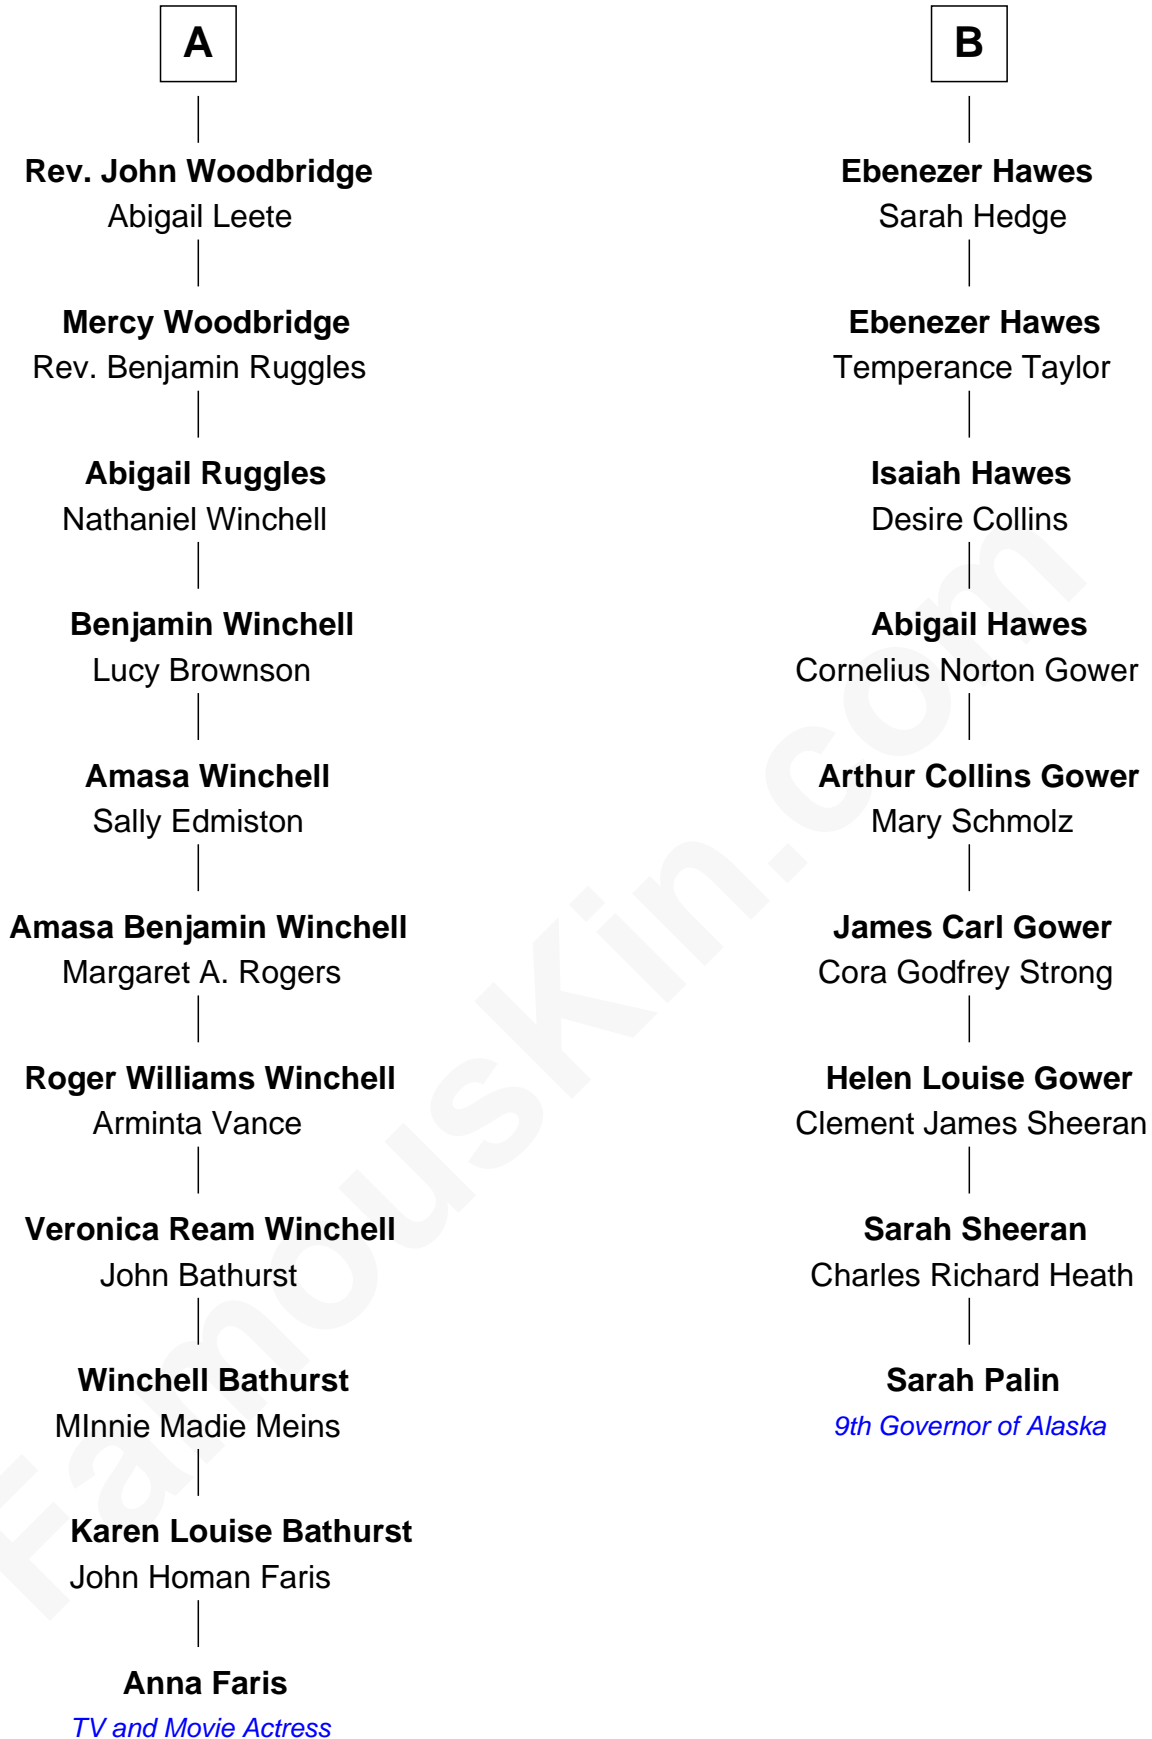 A
Rev. John Woodbridge
Abigail Leete
Mercy Woodbridge
Rev. Benjamin Ruggles
Abigail Ruggles
Nathaniel Winchell
Benjamin Winchell
Lucy Brownson
Amasa Winchell
Sally Edmiston
Amasa Benjamin Winchell
Margaret A. Rogers
Roger Williams Winchell
Arminta Vance
Veronica Ream Winchell
John Bathurst
Winchell Bathurst
MInnie Madie Meins
Karen Louise Bathurst
John Homan Faris
Anna Faris
TV and Movie Actress
B
Ebenezer Hawes
Sarah Hedge
Ebenezer Hawes
Temperance Taylor
Isaiah Hawes
Desire Collins
Abigail Hawes
Cornelius Norton Gower
Arthur Collins Gower
Mary Schmolz
James Carl Gower
Cora Godfrey Strong
Helen Louise Gower
Clement James Sheeran
Sarah Sheeran
Charles Richard Heath
Sarah Palin
9th Governor of Alaska
FamousKin.com